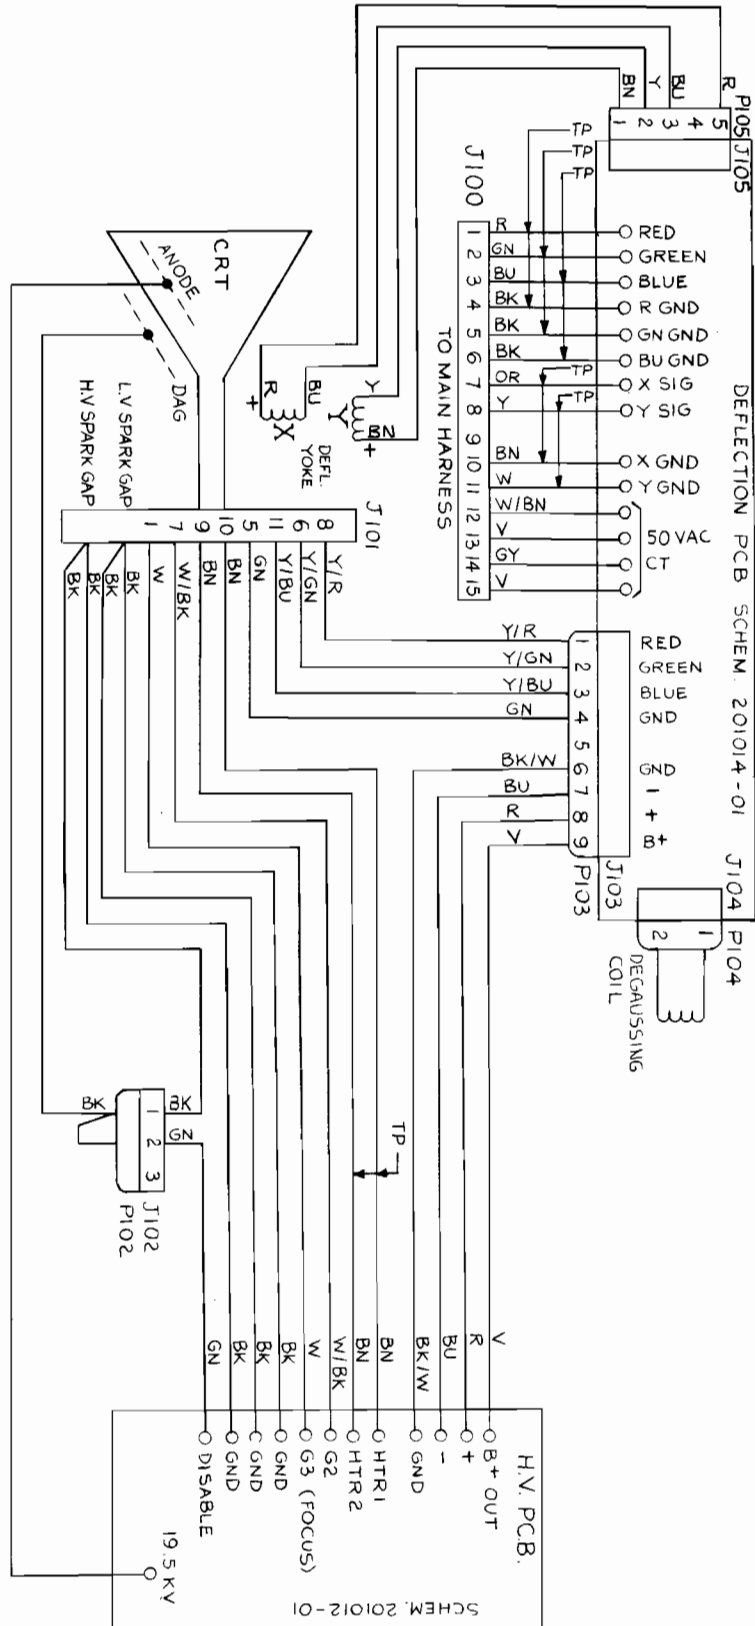 DEFLECTION PCB SCHEM. 201014-01
P105 J105
R 5
4
BU 3
Y 2
BN 1
TP
TP
TP
J100
TO MAIN HARNESS
1 R RED
2 GN GREEN
3 BU BLUE
4 BK R GND
5 BK GN GND
6 BK BU GND
7 OR X SIG
8 Y Y SIG
9
10 BN X GND
11 W Y GND
12 W/BN
13 V
14 GY
15 V
TP
TP
50 VAC
CT
CRT
ANODE
DAG
R
+
X
BU
Y
Y
BN
+
DEFL.
YOKE
J101
H.V SPARK GAP
L.V SPARK GAP
BK
BK
BK
BK
1 W
7 W/BK
9 BN
10 BN
5 GN
11 Y/BU
6 Y/GN
8 Y/R
Y/R 1 RED
Y/GN 2 GREEN
Y/BU 3 BLUE
GN 4 GND
5
BK/W 6 GND
BU 7 -
R 8 +
V 9 B+
P103 J103
J104 P104
1
2
DEGAUSSING
COIL
BK 1 BK
2 GN
3
J102
P102
TP
H.V. P.C.B.
SCHEM. 201012-01
V B+ OUT
R +
BU -
BK/W GND
BN HTR1
BN HTR2
W/BK G2
W G3 (FOCUS)
BK GND
BK GND
BK GND
GN DISABLE
19.5 KV